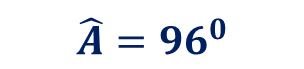 Â = 96⁰